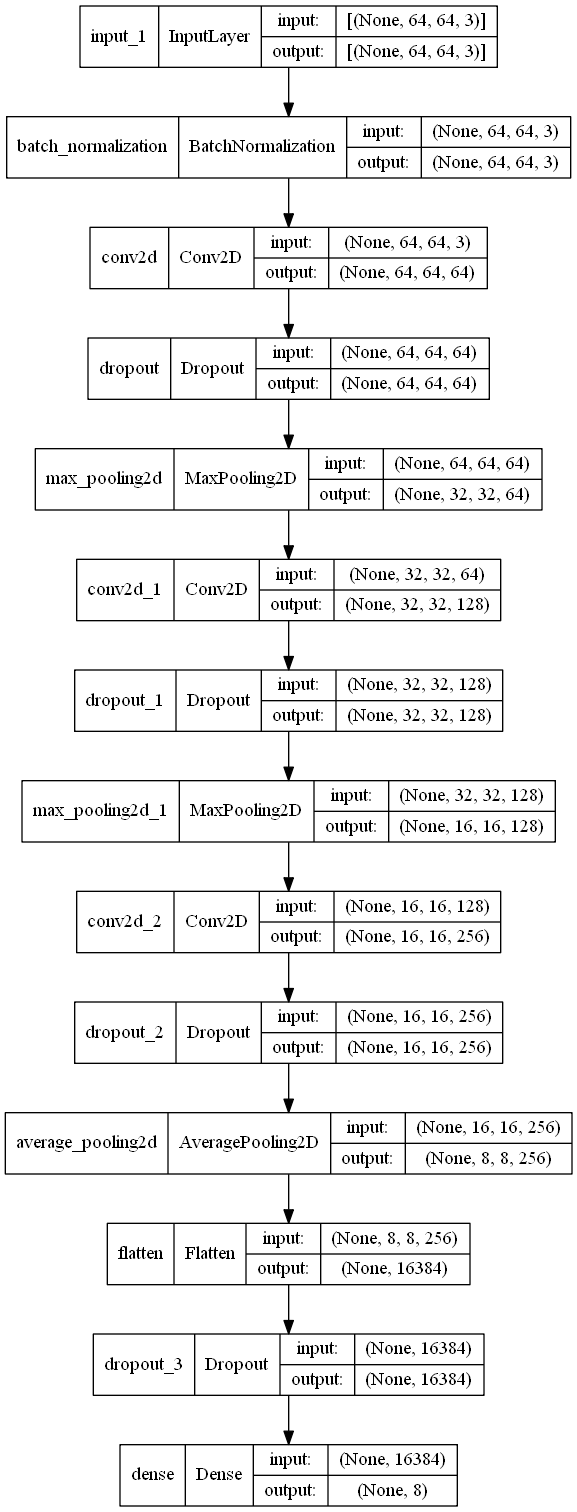 input_1 InputLayer input: [(None, 64, 64, 3)]
output: [(None, 64, 64, 3)]
batch_normalization BatchNormalization input: (None, 64, 64, 3)
output: (None, 64, 64, 3)
conv2d Conv2D input: (None, 64, 64, 3)
output: (None, 64, 64, 64)
dropout Dropout input: (None, 64, 64, 64)
output: (None, 64, 64, 64)
max_pooling2d MaxPooling2D input: (None, 64, 64, 64)
output: (None, 32, 32, 64)
conv2d_1 Conv2D input: (None, 32, 32, 64)
output: (None, 32, 32, 128)
dropout_1 Dropout input: (None, 32, 32, 128)
output: (None, 32, 32, 128)
max_pooling2d_1 MaxPooling2D input: (None, 32, 32, 128)
output: (None, 16, 16, 128)
conv2d_2 Conv2D input: (None, 16, 16, 128)
output: (None, 16, 16, 256)
dropout_2 Dropout input: (None, 16, 16, 256)
output: (None, 16, 16, 256)
average_pooling2d AveragePooling2D input: (None, 16, 16, 256)
output: (None, 8, 8, 256)
flatten Flatten input: (None, 8, 8, 256)
output: (None, 16384)
dropout_3 Dropout input: (None, 16384)
output: (None, 16384)
dense Dense input: (None, 16384)
output: (None, 8)